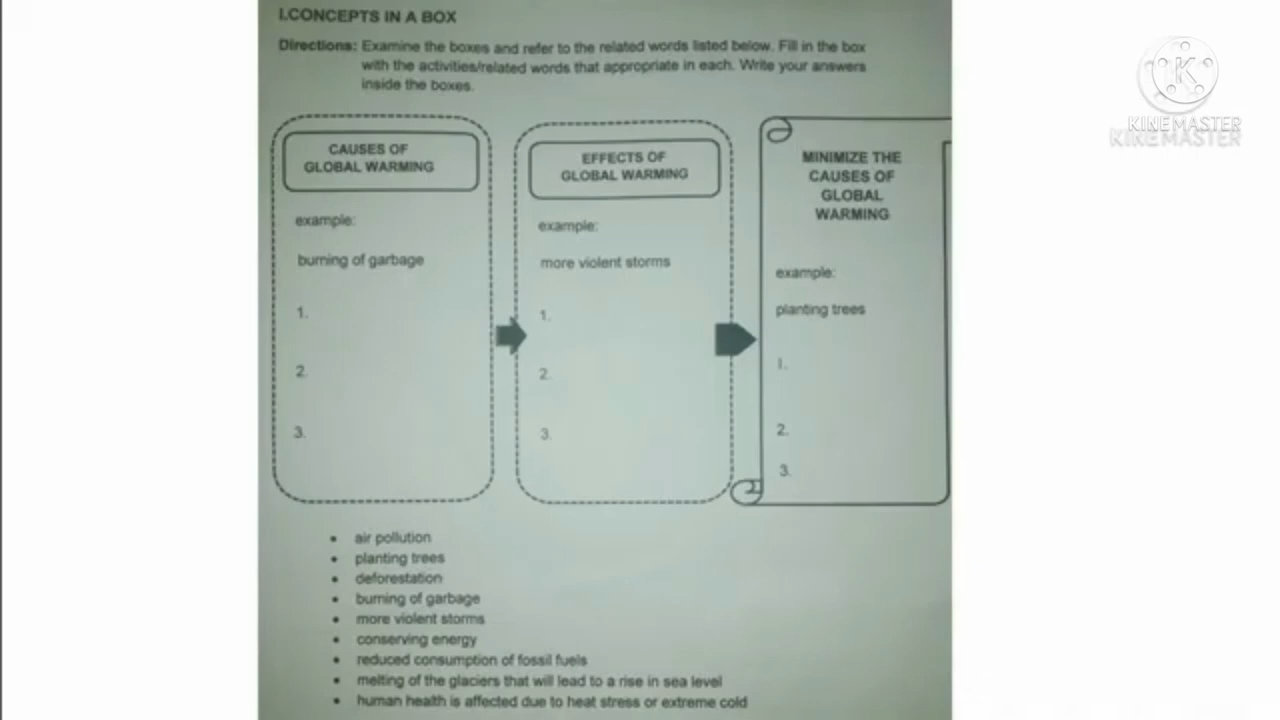 I.CONCEPTS IN A BOX
Directions: Examine the boxes and refer to the related words listed below. Fill in the box
with the activities/related words that appropriate in each. Write your answers
inside the boxes.
CAUSES OF
GLOBAL WARMING
example:
burning of garbage
1.
2.
3.
EFFECTS OF
GLOBAL WARMING
example:
more violent storms
1.
2.
3.
MINIMIZE THE
CAUSES OF
GLOBAL
WARMING
example:
planting trees
1.
2.
3.
• air pollution
• planting trees
• deforestation
• burning of garbage
• more violent storms
• conserving energy
• reduced consumption of fossil fuels
• melting of the glaciers that will lead to a rise in sea level
• human health is affected due to heat stress or extreme cold
K
KINEMASTER
KINEMASTER